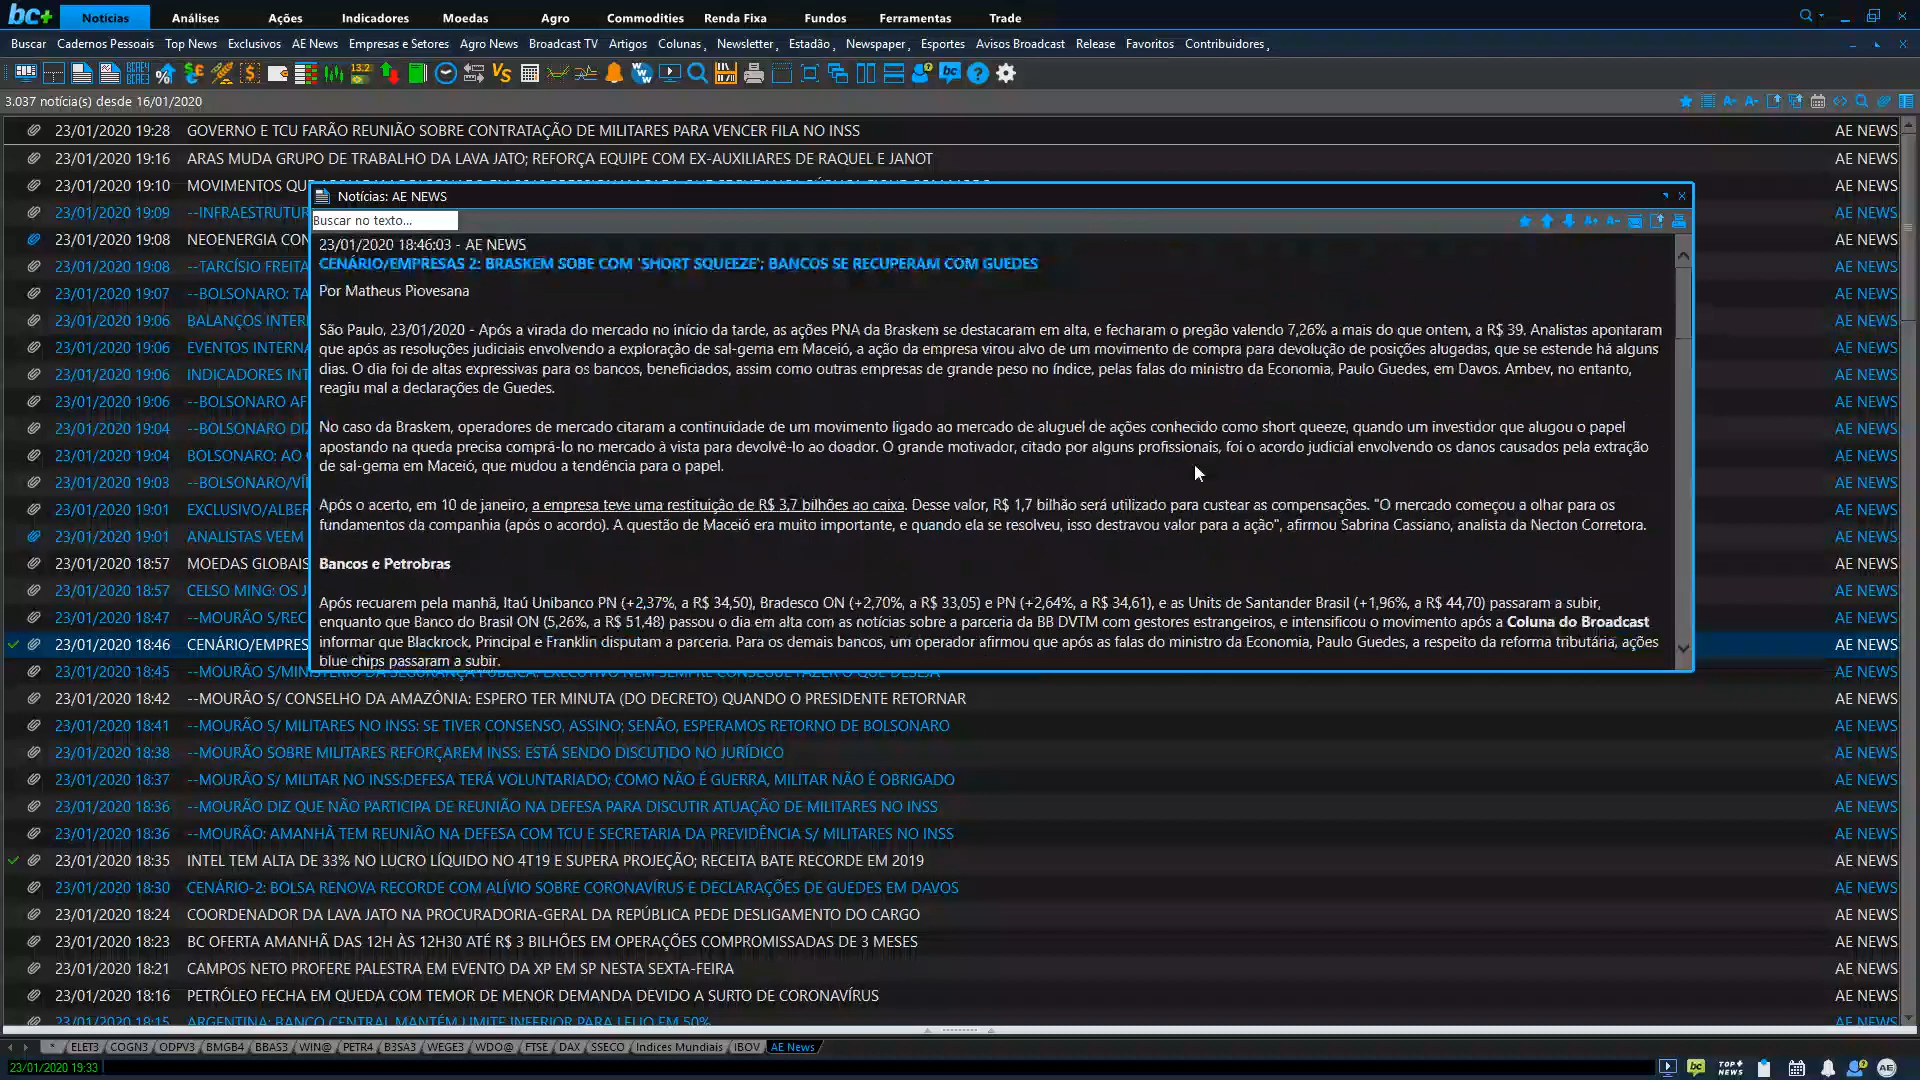 bc+ Notícias Análises Ações Indicadores Moedas Agro Commodities Renda Fixa Fundos Ferramentas Trade
Buscar Cadernos Pessoais Top News Exclusivos AE News Empresas e Setores Agro News Broadcast TV Artigos Colunas Newsletter Estadão Newspaper Esportes Avisos Broadcast Release Favoritos Contribuidores
3.037 notícia(s) desde 16/01/2020
23/01/2020 19:28 GOVERNO E TCU FARÃO REUNIÃO SOBRE CONTRATAÇÃO DE MILITARES PARA VENCER FILA NO INSS AE NEWS
23/01/2020 19:16 ARAS MUDA GRUPO DE TRABALHO DA LAVA JATO; REFORÇA EQUIPE COM EX-AUXILIARES DE RAQUEL E JANOT AE NEWS
23/01/2020 19:10 MOVIMENTOS QU AE NEWS
23/01/2020 19:09 --INFRAESTRUTUR AE NEWS
23/01/2020 19:08 NEOENERGIA CON AE NEWS
23/01/2020 19:08 --TARCÍSIO FREITA AE NEWS
23/01/2020 19:07 --BOLSONARO: TA AE NEWS
23/01/2020 19:06 BALANÇOS INTER AE NEWS
23/01/2020 19:06 EVENTOS INTERNA AE NEWS
23/01/2020 19:06 INDICADORES INT AE NEWS
23/01/2020 19:06 --BOLSONARO AF AE NEWS
23/01/2020 19:04 --BOLSONARO DIZ AE NEWS
23/01/2020 19:04 BOLSONARO: AO AE NEWS
23/01/2020 19:03 --BOLSONARO/VÍ AE NEWS
23/01/2020 19:01 EXCLUSIVO/ALBER AE NEWS
23/01/2020 19:01 ANALISTAS VEEM AE NEWS
23/01/2020 18:57 MOEDAS GLOBAIS AE NEWS
23/01/2020 18:57 CELSO MING: OS J AE NEWS
23/01/2020 18:47 --MOURÃO S/REC AE NEWS
23/01/2020 18:46 CENÁRIO/EMPRES AE NEWS
Notícias: AE NEWS
Buscar no texto...
23/01/2020 18:46:03 - AE NEWS
CENÁRIO/EMPRESAS 2: BRASKEM SOBE COM 'SHORT SQUEEZE'; BANCOS SE RECUPERAM COM GUEDES
Por Matheus Piovesana
São Paulo, 23/01/2020 - Após a virada do mercado no início da tarde, as ações PNA da Braskem se destacaram em alta, e fecharam o pregão valendo 7,26% a mais do que ontem, a R$ 39. Analistas apontaram
que após as resoluções judiciais envolvendo a exploração de sal-gema em Maceió, a ação da empresa virou alvo de um movimento de compra para devolução de posições alugadas, que se estende há alguns
dias. O dia foi de altas expressivas para os bancos, beneficiados, assim como outras empresas de grande peso no índice, pelas falas do ministro da Economia, Paulo Guedes, em Davos. Ambev, no entanto,
reagiu mal a declarações de Guedes.
No caso da Braskem, operadores de mercado citaram a continuidade de um movimento ligado ao mercado de aluguel de ações conhecido como short queeze, quando um investidor que alugou o papel
apostando na queda precisa comprá-lo no mercado à vista para devolvê-lo ao doador. O grande motivador, citado por alguns profissionais, foi o acordo judicial envolvendo os danos causados pela extração
de sal-gema em Maceió, que mudou a tendência para o papel.
Após o acerto, em 10 de janeiro, a empresa teve uma restituição de R$ 3,7 bilhões ao caixa. Desse valor, R$ 1,7 bilhão será utilizado para custear as compensações. "O mercado começou a olhar para os
fundamentos da companhia (após o acordo). A questão de Maceió era muito importante, e quando ela se resolveu, isso destravou valor para a ação", afirmou Sabrina Cassiano, analista da Necton Corretora.
Bancos e Petrobras
Após recuarem pela manhã, Itaú Unibanco PN (+2,37%, a R$ 34,50), Bradesco ON (+2,70%, a R$ 33,05) e PN (+2,64%, a R$ 34,61), e as Units de Santander Brasil (+1,96%, a R$ 44,70) passaram a subir,
enquanto que Banco do Brasil ON (5,26%, a R$ 51,48) passou o dia em alta com as notícias sobre a parceria da BB DVTM com gestores estrangeiros, e intensificou o movimento após a Coluna do Broadcast
informar que Blackrock, Principal e Franklin disputam a parceria. Para os demais bancos, um operador afirmou que após as falas do ministro da Economia, Paulo Guedes, a respeito da reforma tributária, ações
blue chips passaram a subir.
23/01/2020 18:45 --MOURÃO S/MINISTÉRIO DA SEGURANÇA PÚBLICA: EXECUTIVO NEM SEMPRE CONSEGUE FAZER O QUE DESEJA AE NEWS
23/01/2020 18:42 --MOURÃO S/ CONSELHO DA AMAZÔNIA: ESPERO TER MINUTA (DO DECRETO) QUANDO O PRESIDENTE RETORNAR AE NEWS
23/01/2020 18:41 --MOURÃO S/ MILITARES NO INSS: SE TIVER CONSENSO, ASSINO; SENÃO, ESPERAMOS RETORNO DE BOLSONARO AE NEWS
23/01/2020 18:38 --MOURÃO SOBRE MILITARES REFORÇAREM INSS: ESTÁ SENDO DISCUTIDO NO JURÍDICO AE NEWS
23/01/2020 18:37 --MOURÃO S/ MILITAR NO INSS:DEFESA TERÁ VOLUNTARIADO; COMO NÃO É GUERRA, MILITAR NÃO É OBRIGADO AE NEWS
23/01/2020 18:36 --MOURÃO DIZ QUE NÃO PARTICIPA DE REUNIÃO NA DEFESA PARA DISCUTIR ATUAÇÃO DE MILITARES NO INSS AE NEWS
23/01/2020 18:36 --MOURÃO: AMANHÃ TEM REUNIÃO NA DEFESA COM TCU E SECRETARIA DA PREVIDÊNCIA S/ MILITARES NO INSS AE NEWS
23/01/2020 18:35 INTEL TEM ALTA DE 33% NO LUCRO LÍQUIDO NO 4T19 E SUPERA PROJEÇÃO; RECEITA BATE RECORDE EM 2019 AE NEWS
23/01/2020 18:30 CENÁRIO-2: BOLSA RENOVA RECORDE COM ALÍVIO SOBRE CORONAVÍRUS E DECLARAÇÕES DE GUEDES EM DAVOS AE NEWS
23/01/2020 18:24 COORDENADOR DA LAVA JATO NA PROCURADORIA-GERAL DA REPÚBLICA PEDE DESLIGAMENTO DO CARGO AE NEWS
23/01/2020 18:23 BC OFERTA AMANHÃ DAS 12H ÀS 12H30 ATÉ R$ 3 BILHÕES EM OPERAÇÕES COMPROMISSADAS DE 3 MESES AE NEWS
23/01/2020 18:21 CAMPOS NETO PROFERE PALESTRA EM EVENTO DA XP EM SP NESTA SEXTA-FEIRA AE NEWS
23/01/2020 18:16 PETRÓLEO FECHA EM QUEDA COM TEMOR DE MENOR DEMANDA DEVIDO A SURTO DE CORONAVÍRUS AE NEWS
23/01/2020 18:15 ARGENTINA: BANCO CENTRAL MANTÉM LIMITE INFERIOR PARA LELIQ EM 50% AE NEWS
* ELET3 COGN3 ODPV3 BMGB4 BBAS3 WIN@ PETR4 B3SA3 WEGE3 WDO@ FTSE DAX SSECO Indices Mundiais IBOV AE News
23/01/2020 19:33 bc TOP+ NEWS AE